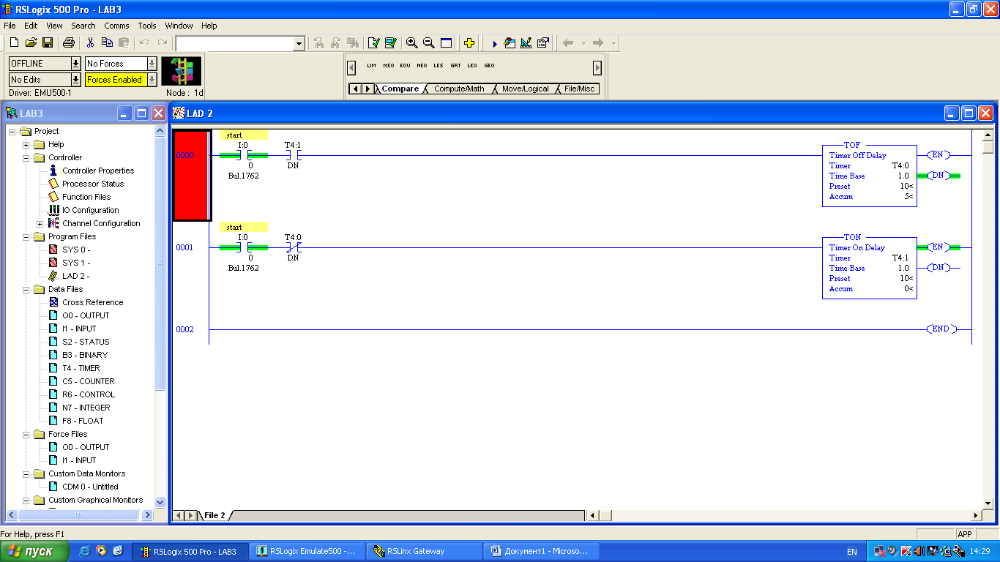 RSLogix 500 Pro - LAB3
File Edit View Search Comms Tools Window Help
OFFLINE No Forces
No Edits Forces Enabled
Driver: EMU500-1 Node : 1d
LIM MEQ EQU NEQ LES GRT LEQ GEQ
Compare Compute/Math Move/Logical File/Misc
LAB3
Project
Help
Controller
Controller Properties
Processor Status
Function Files
IO Configuration
Channel Configuration
Program Files
SYS 0 -
SYS 1 -
LAD 2 -
Data Files
Cross Reference
O0 - OUTPUT
I1 - INPUT
S2 - STATUS
B3 - BINARY
T4 - TIMER
C5 - COUNTER
R6 - CONTROL
N7 - INTEGER
F8 - FLOAT
Force Files
O0 - OUTPUT
I1 - INPUT
Custom Data Monitors
CDM 0 - Untitled
Custom Graphical Monitors
LAD 2
start
I:0 T4:1 TOF
0000 Timer Off Delay EN
0 DN Timer T4:0
Bul.1762 Time Base 1.0 DN
Preset 10<
Accum 5<
start
I:0 T4:0 TON
0001 Timer On Delay EN
0 DN Timer T4:1
Bul.1762 Time Base 1.0 DN
Preset 10<
Accum 0<
0002 END
File 2
For Help, press F1 APP
пуск RSLogix 500 Pro - LAB3 RSLogix Emulate500 -... RSLinx Gateway Документ1 - Microso... EN 14:29